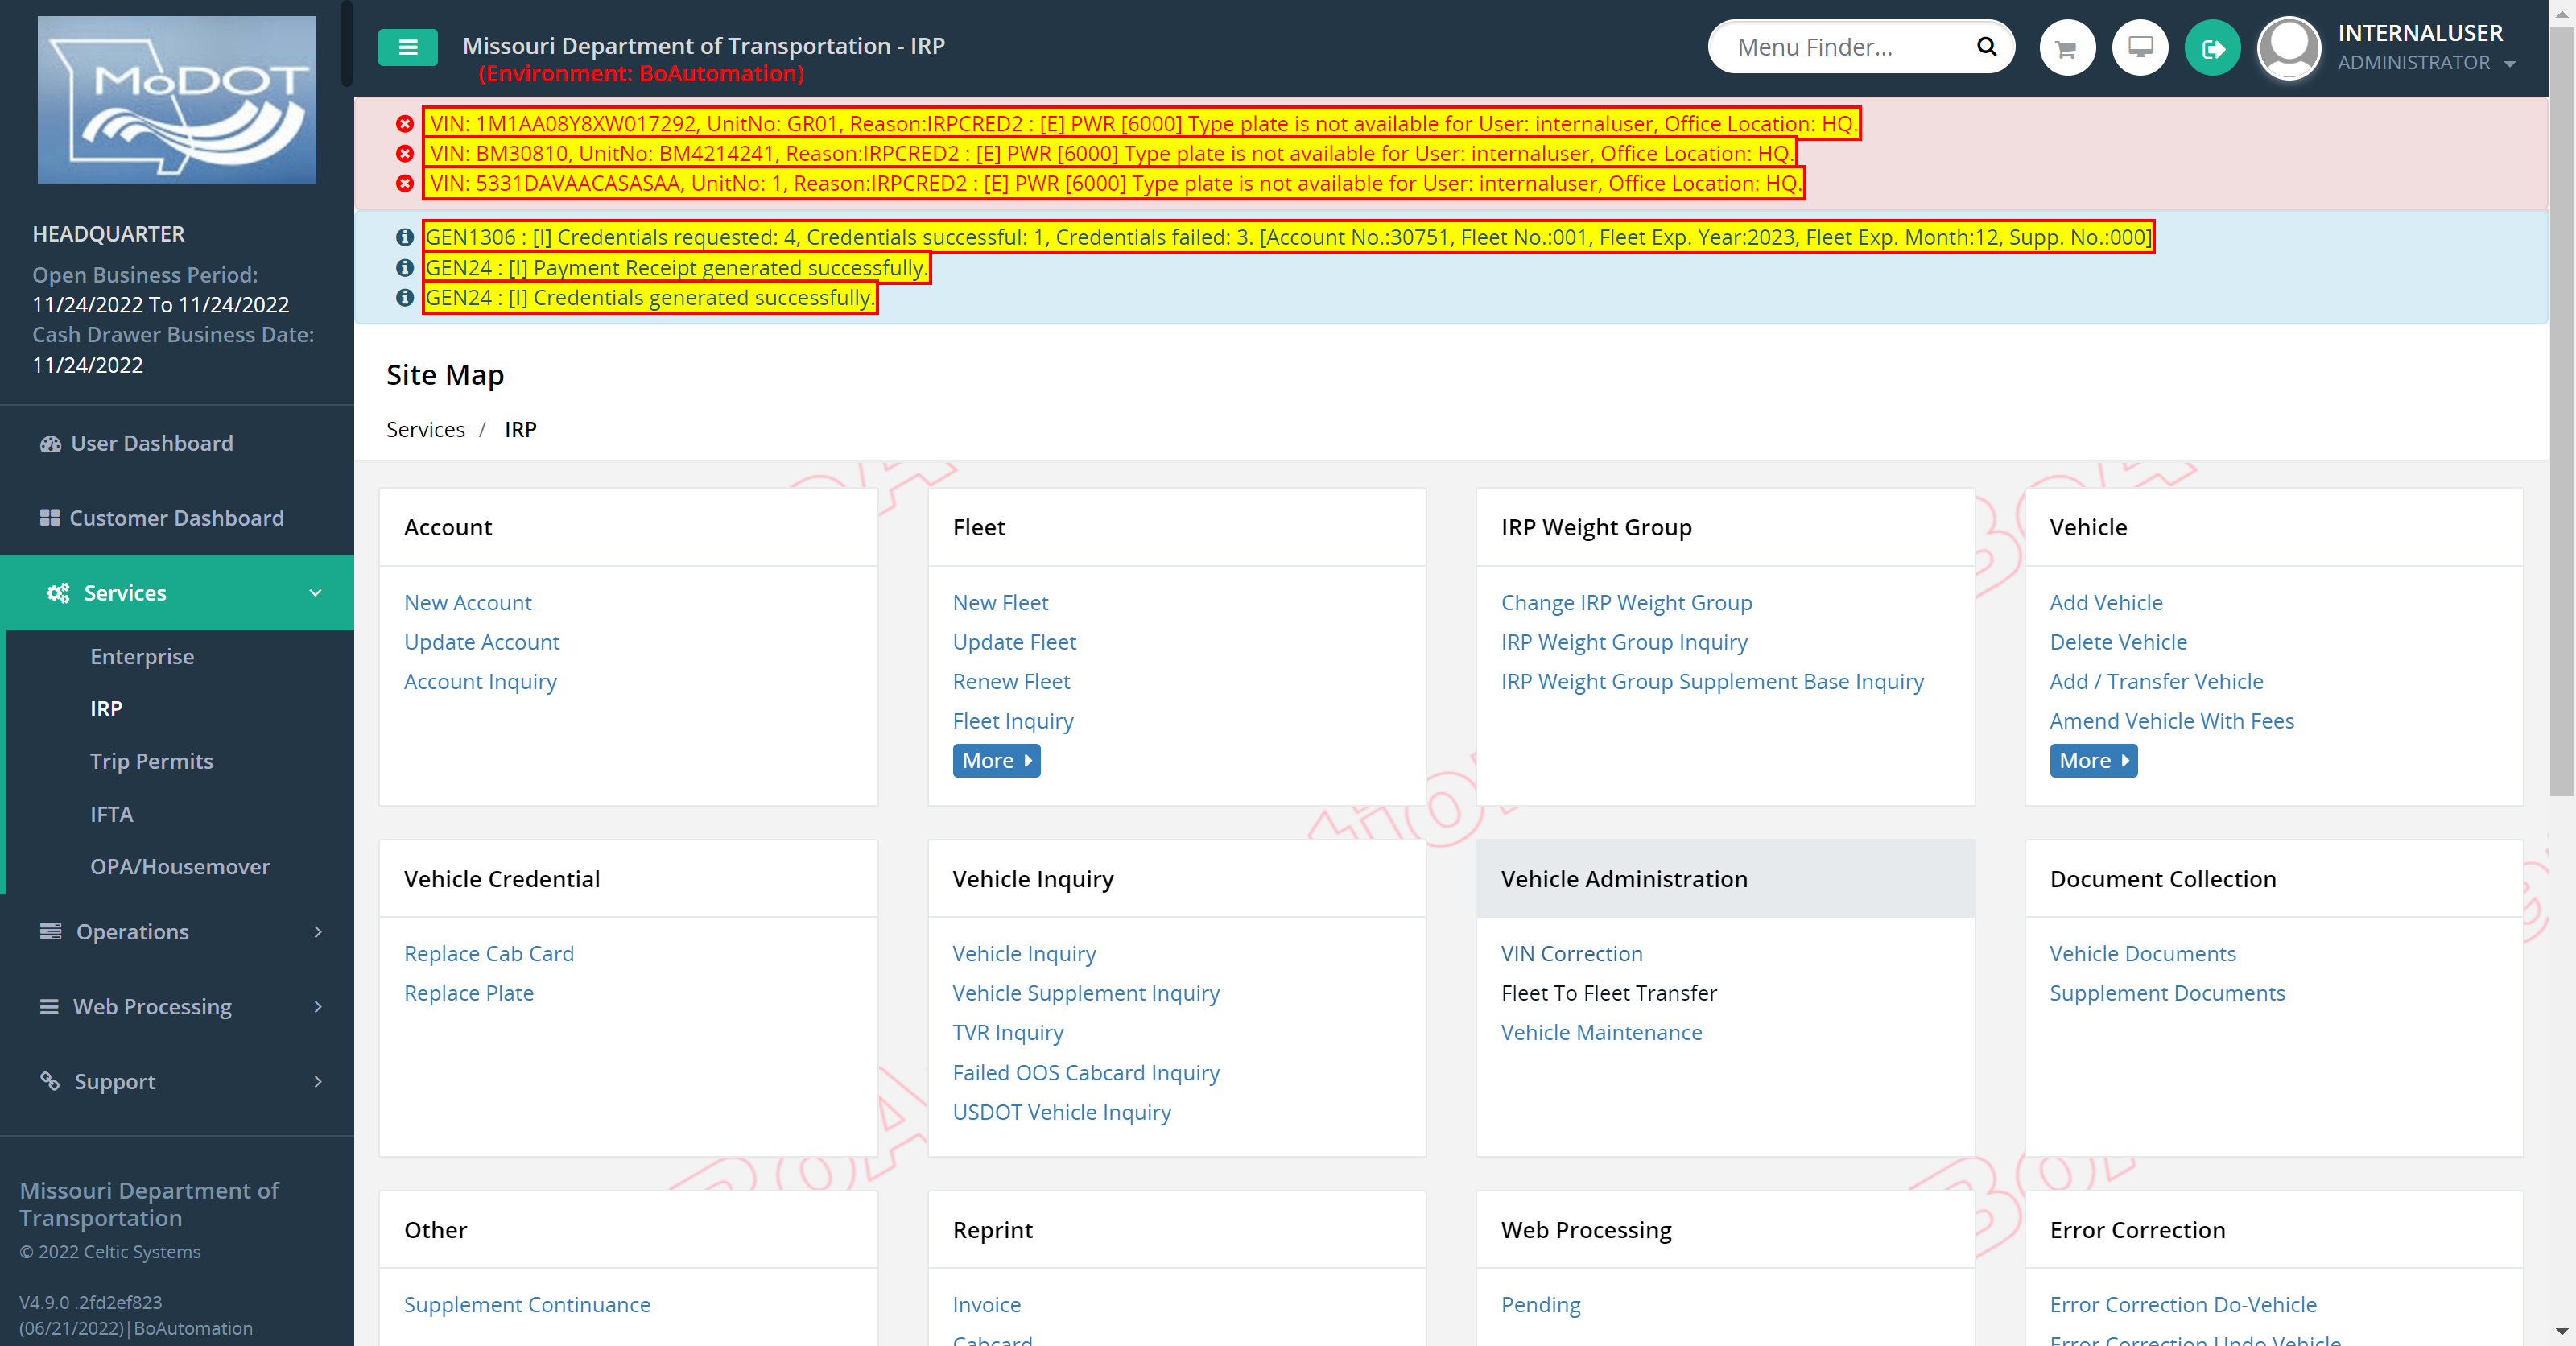 MoDOT
Missouri Department of Transportation - IRP
(Environment: BoAutomation)
Menu Finder...
INTERNALUSER
ADMINISTRATOR
VIN: 1M1AA08Y8XW017292, UnitNo: GR01, Reason:IRPCRED2 : [E] PWR [6000] Type plate is not available for User: internaluser, Office Location: HQ.
VIN: BM30810, UnitNo: BM4214241, Reason:IRPCRED2 : [E] PWR [6000] Type plate is not available for User: internaluser, Office Location: HQ.
VIN: 5331DAVAACASASAA, UnitNo: 1, Reason:IRPCRED2 : [E] PWR [6000] Type plate is not available for User: internaluser, Office Location: HQ.
GEN1306 : [I] Credentials requested: 4, Credentials successful: 1, Credentials failed: 3. [Account No.:30751, Fleet No.:001, Fleet Exp. Year:2023, Fleet Exp. Month:12, Supp. No.:000]
GEN24 : [I] Payment Receipt generated successfully.
GEN24 : [I] Credentials generated successfully.
HEADQUARTER
Open Business Period:
11/24/2022 To 11/24/2022
Cash Drawer Business Date:
11/24/2022
User Dashboard
Customer Dashboard
Services
Enterprise
IRP
Trip Permits
IFTA
OPA/Housemover
Operations
Web Processing
Support
Missouri Department of
Transportation
© 2022 Celtic Systems
V4.9.0 .2fd2ef823
(06/21/2022)|BoAutomation
Site Map
Services / IRP
Account
New Account
Update Account
Account Inquiry
Fleet
New Fleet
Update Fleet
Renew Fleet
Fleet Inquiry
More
IRP Weight Group
Change IRP Weight Group
IRP Weight Group Inquiry
IRP Weight Group Supplement Base Inquiry
Vehicle
Add Vehicle
Delete Vehicle
Add / Transfer Vehicle
Amend Vehicle With Fees
More
Vehicle Credential
Replace Cab Card
Replace Plate
Vehicle Inquiry
Vehicle Inquiry
Vehicle Supplement Inquiry
TVR Inquiry
Failed OOS Cabcard Inquiry
USDOT Vehicle Inquiry
Vehicle Administration
VIN Correction
Fleet To Fleet Transfer
Vehicle Maintenance
Document Collection
Vehicle Documents
Supplement Documents
Other
Supplement Continuance
Reprint
Invoice
Cabcard
Web Processing
Pending
Error Correction
Error Correction Do-Vehicle
Error Correction Undo Vehicle